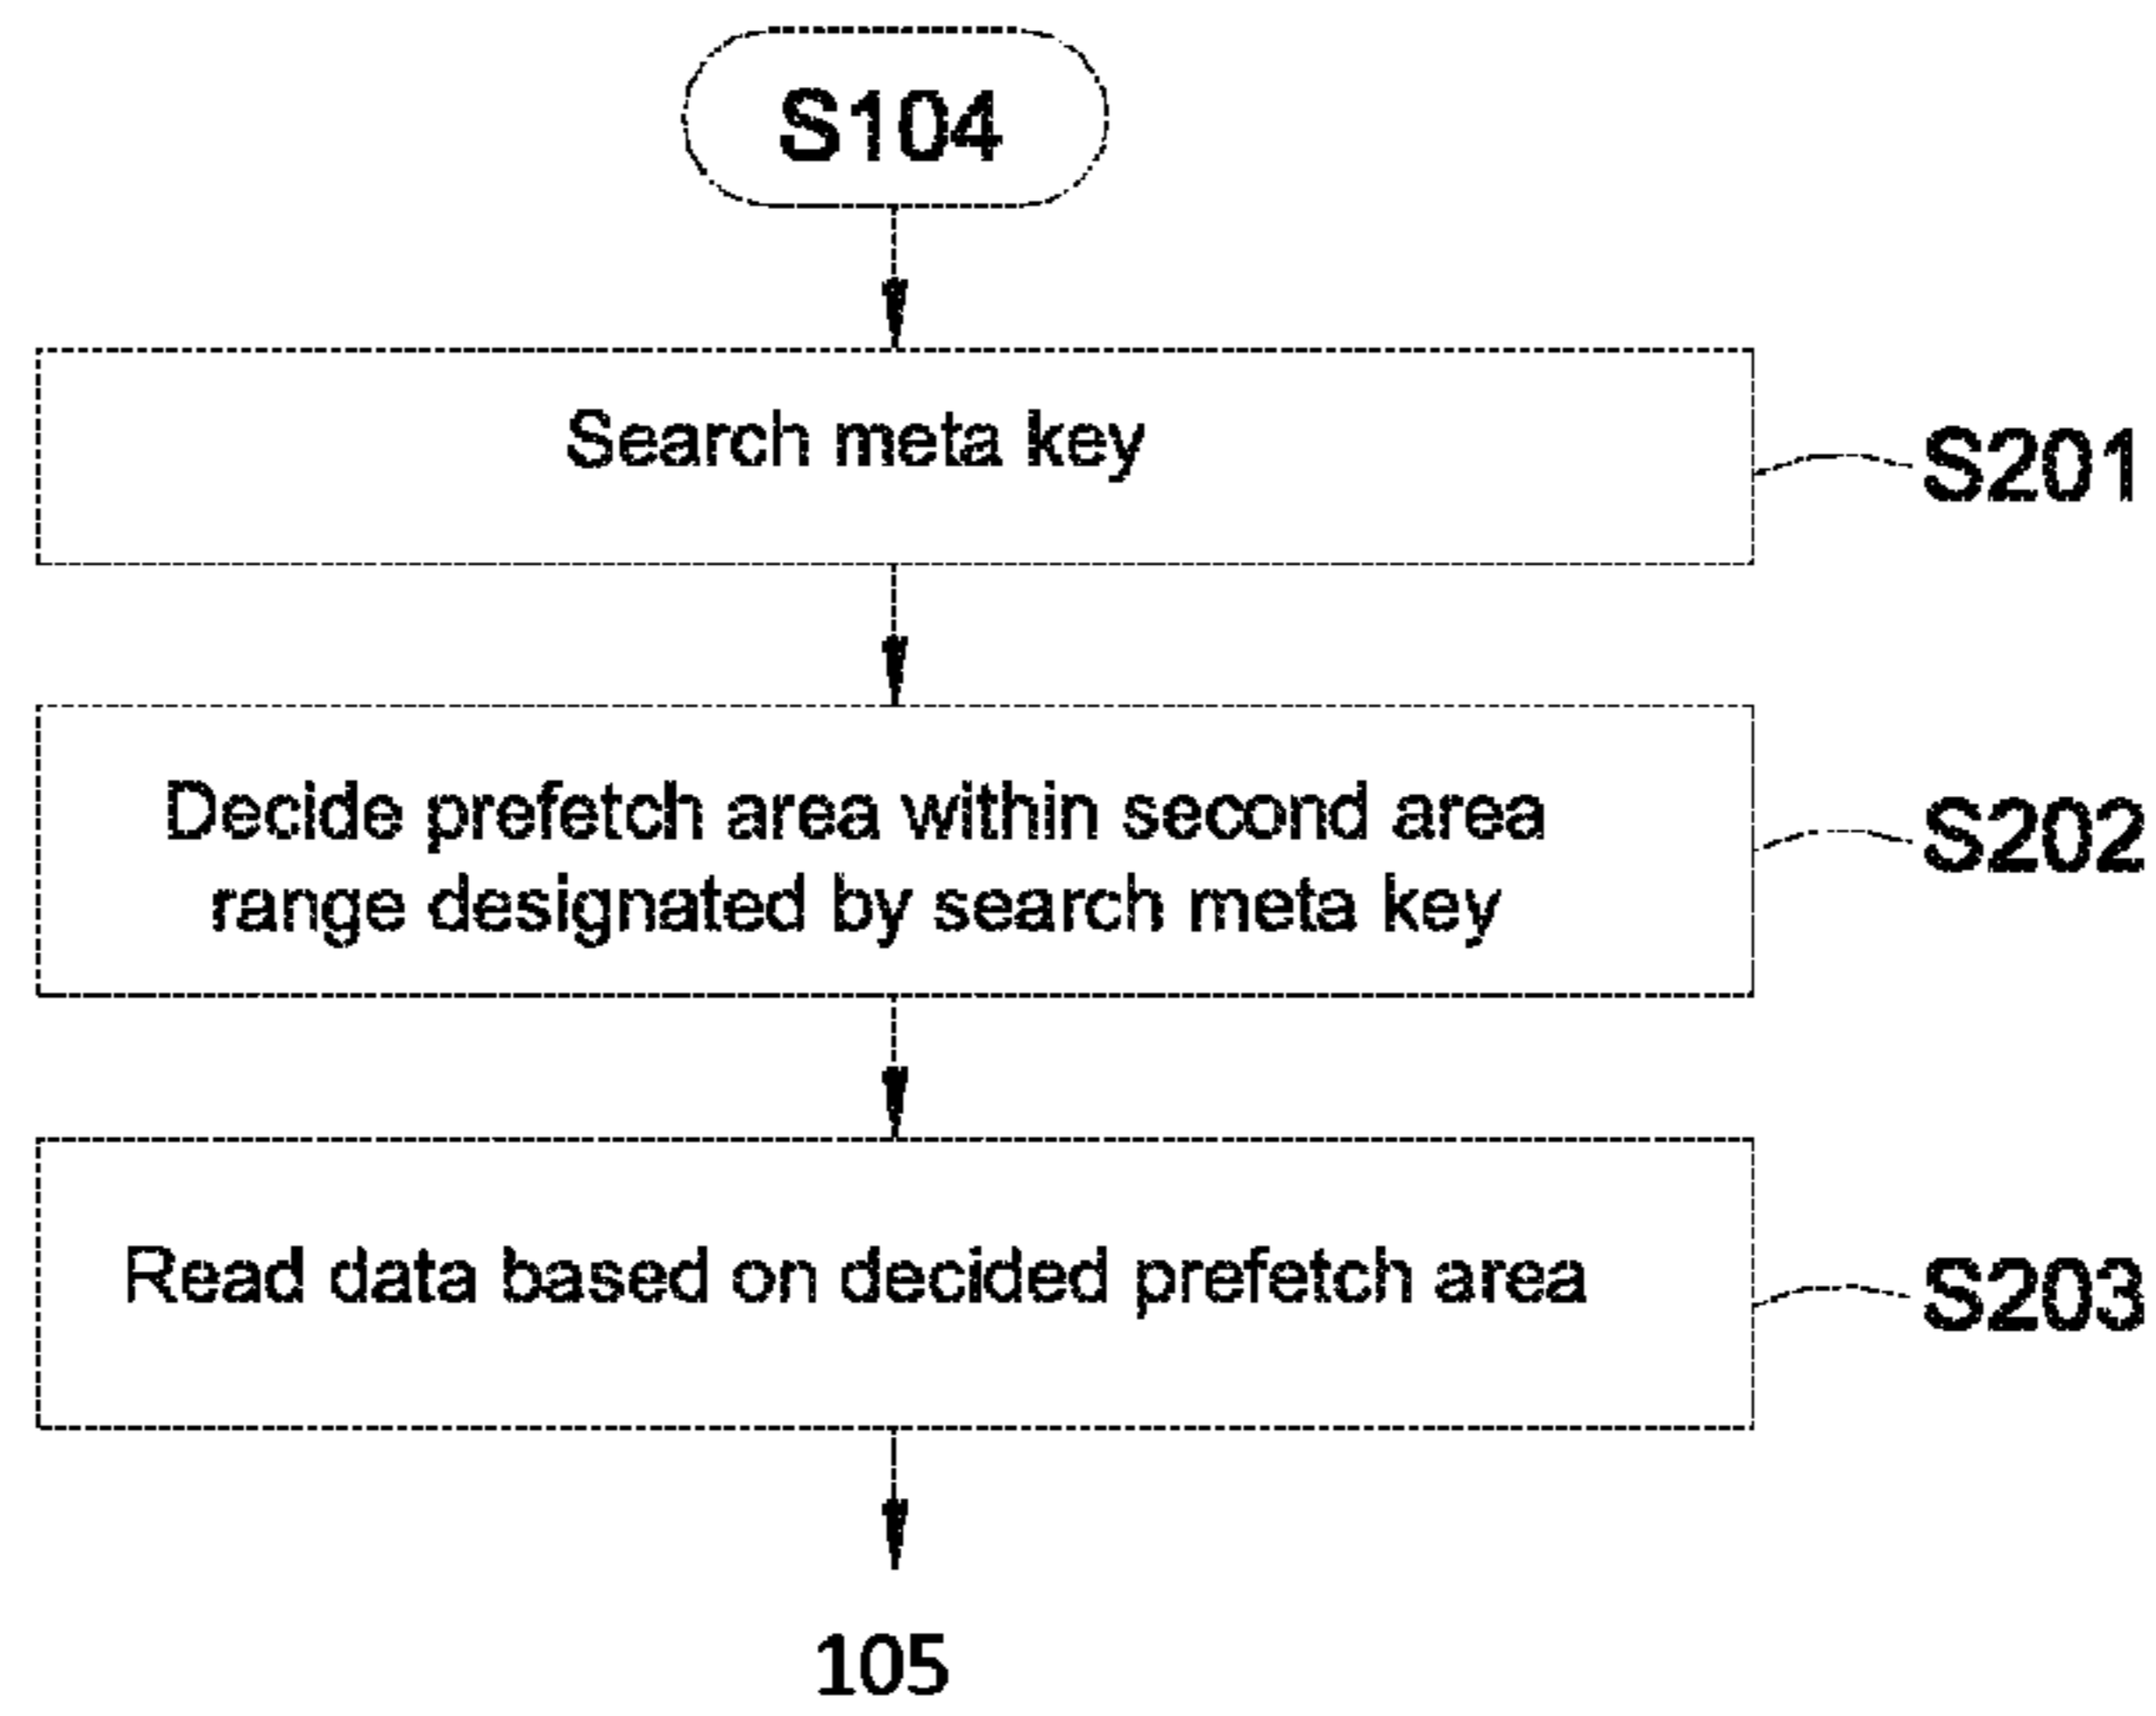 S104
Search meta key
S201
Decide prefetch area within second area
range designated by search meta key
S202
Read data based on decided prefetch area
S203
105